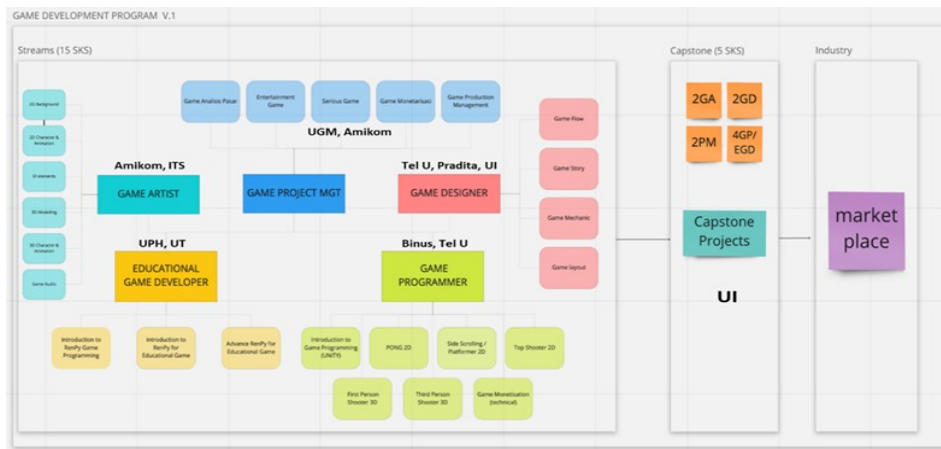 GAME DEVELOPMENT PROGRAM V.1
Streams (15 SKS)
2D Background
2D Character &
Animation
UI elements
3D Modelling
3D Character &
Animation
Game Audio
Game Analisis Pasar
Entertainment
Game
Serious Game
Game Monetarisasi
Game Production
Management
UGM, Amikom
Amikom, ITS
GAME ARTIST
GAME PROJECT MGT
Tel U, Pradita, UI
GAME DESIGNER
Game Flow
Game Story
Game Mechanic
Game layout
UPH, UT
EDUCATIONAL
GAME DEVELOPER
Binus, Tel U
GAME
PROGRAMMER
Introduction to
RenPy Game
Programming
Introduction to
RenPy for
Educational Game
Advance RenPy for
Educational Game
Introduction to
Game Programming
(UNITY)
PONG 2D
Side Scrolling /
Platformer 2D
Top Shooter 2D
First Person
Shooter 3D
Third Person
Shooter 3D
Game Monetisation
(technical)
Capstone (5 SKS)
2GA
2GD
2PM
4GP/
EGD
Capstone
Projects
UI
Industry
market
place